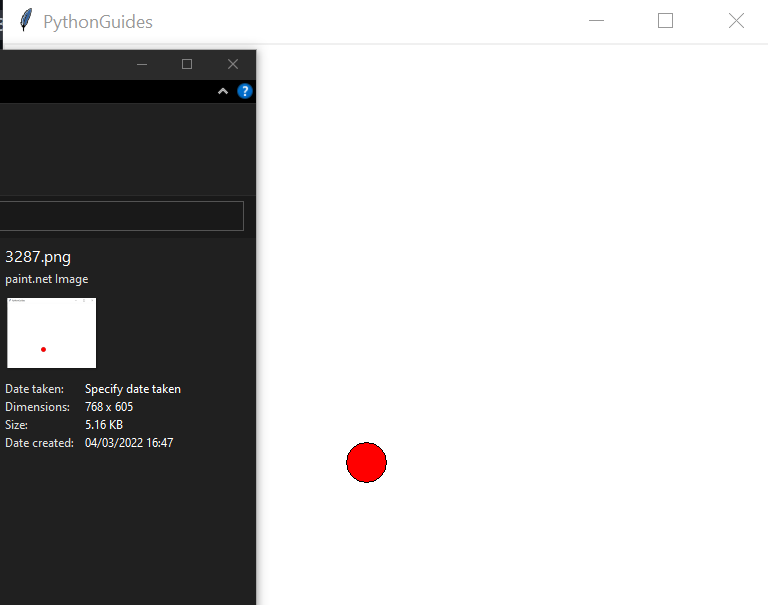 PythonGuides
?
3287.png
paint.net Image
Date taken: Specify date taken
Dimensions: 768 x 605
Size: 5.16 KB
Date created: 04/03/2022 16:47